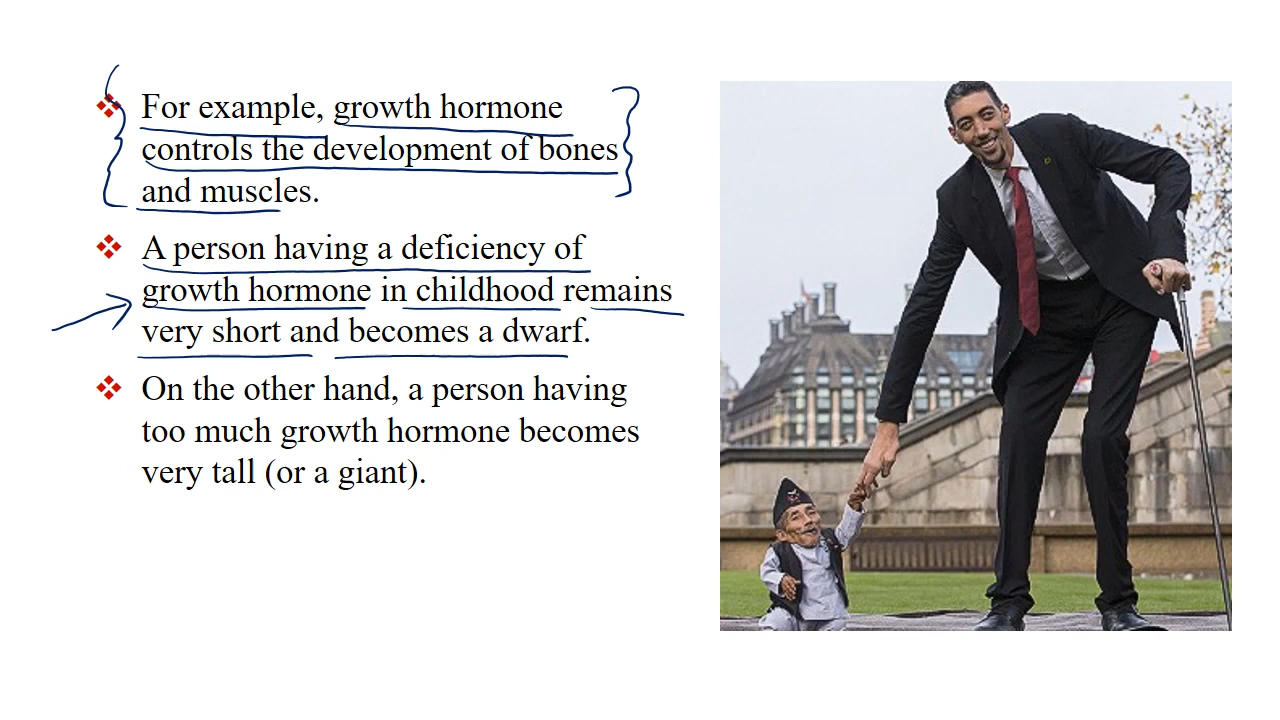 For example, growth hormone
controls the development of bones
and muscles.
A person having a deficiency of
growth hormone in childhood remains
very short and becomes a dwarf.
On the other hand, a person having
too much growth hormone becomes
very tall (or a giant).